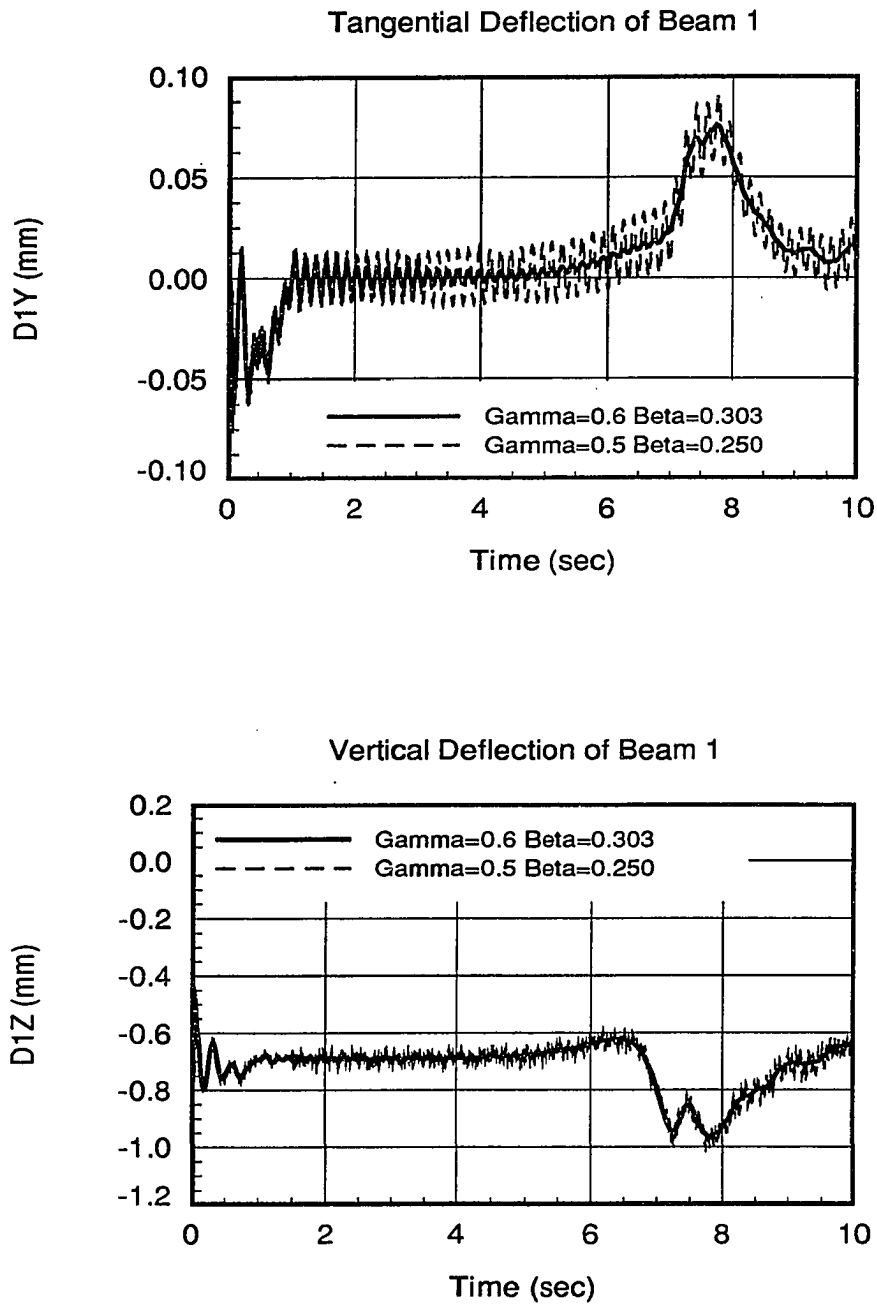 Tangential Deflection of Beam 1
0.10
0.05
0.00
-0.05
-0.10
D1Y (mm)
Gamma=0.6 Beta=0.303
Gamma=0.5 Beta=0.250
0 2 4 6 8 10
Time (sec)
Vertical Deflection of Beam 1
0.2
0.0
-0.2
-0.4
-0.6
-0.8
-1.0
-1.2
D1Z (mm)
Gamma=0.6 Beta=0.303
Gamma=0.5 Beta=0.250
0 2 4 6 8 10
Time (sec)